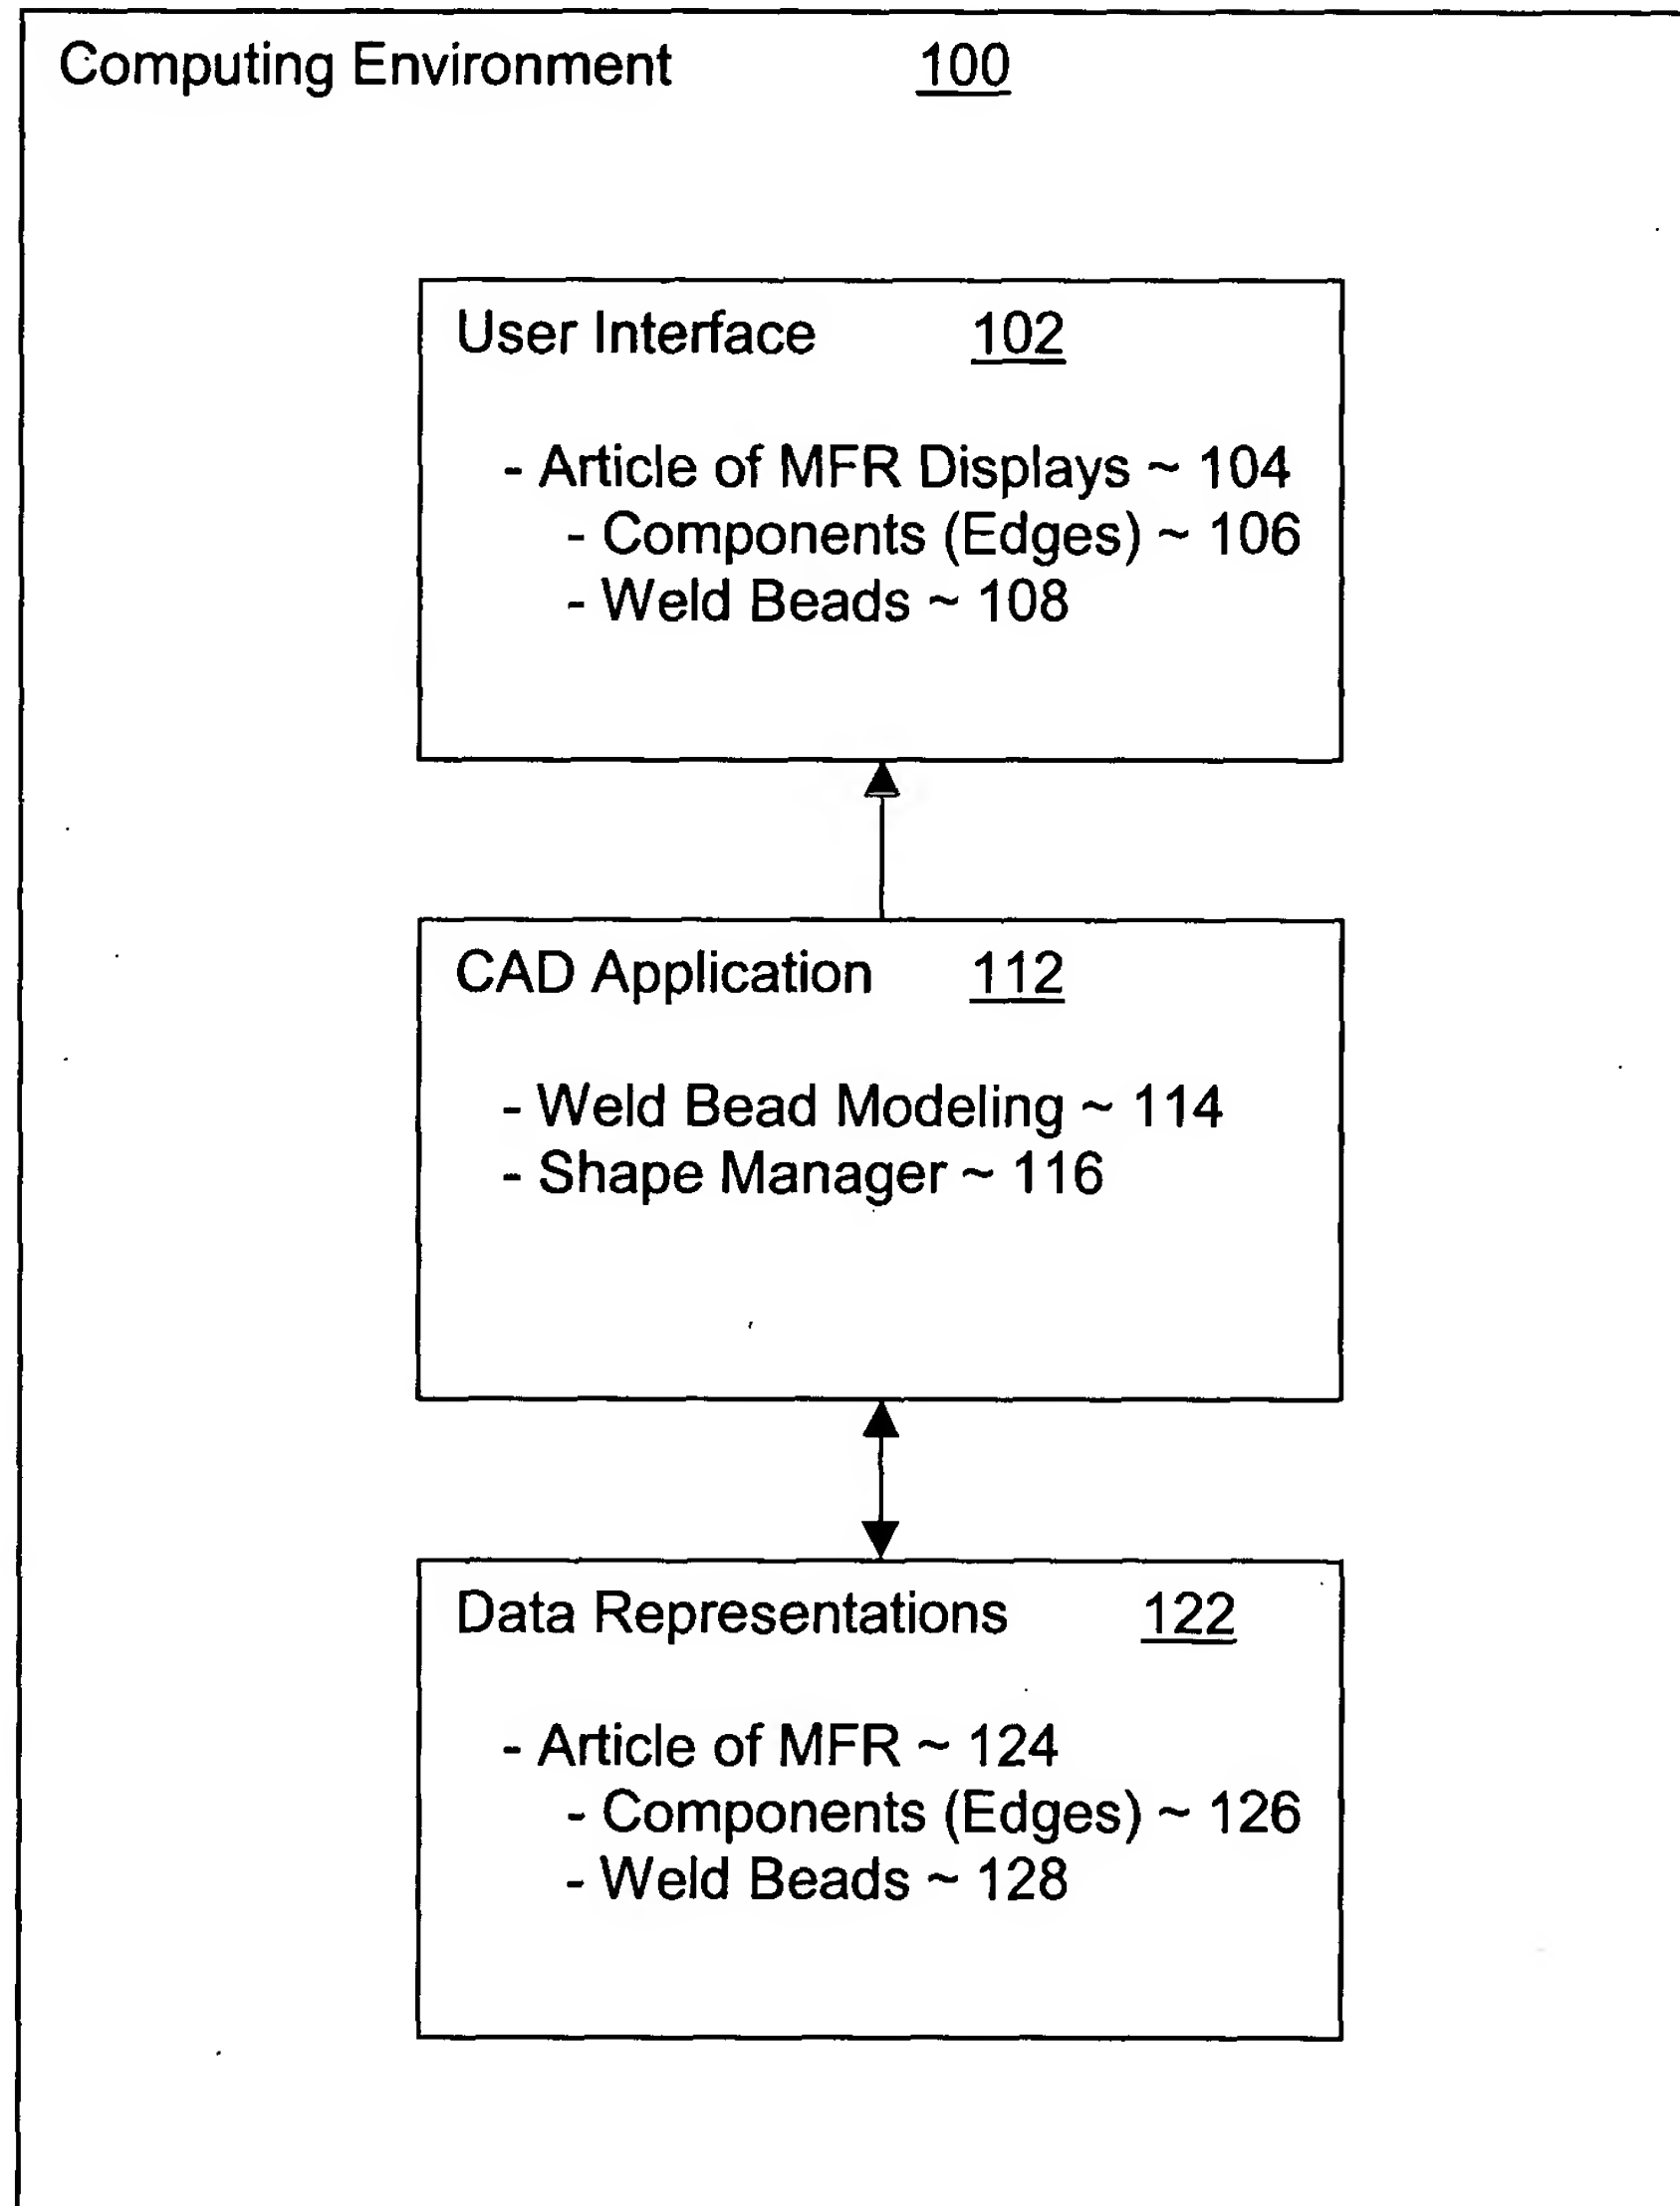 Computing Environment 100
User Interface 102
- Article of MFR Displays ~ 104
- Components (Edges) ~ 106
- Weld Beads ~ 108
CAD Application 112
- Weld Bead Modeling ~ 114
- Shape Manager ~ 116
Data Representations 122
- Article of MFR ~ 124
- Components (Edges) ~ 126
- Weld Beads ~ 128